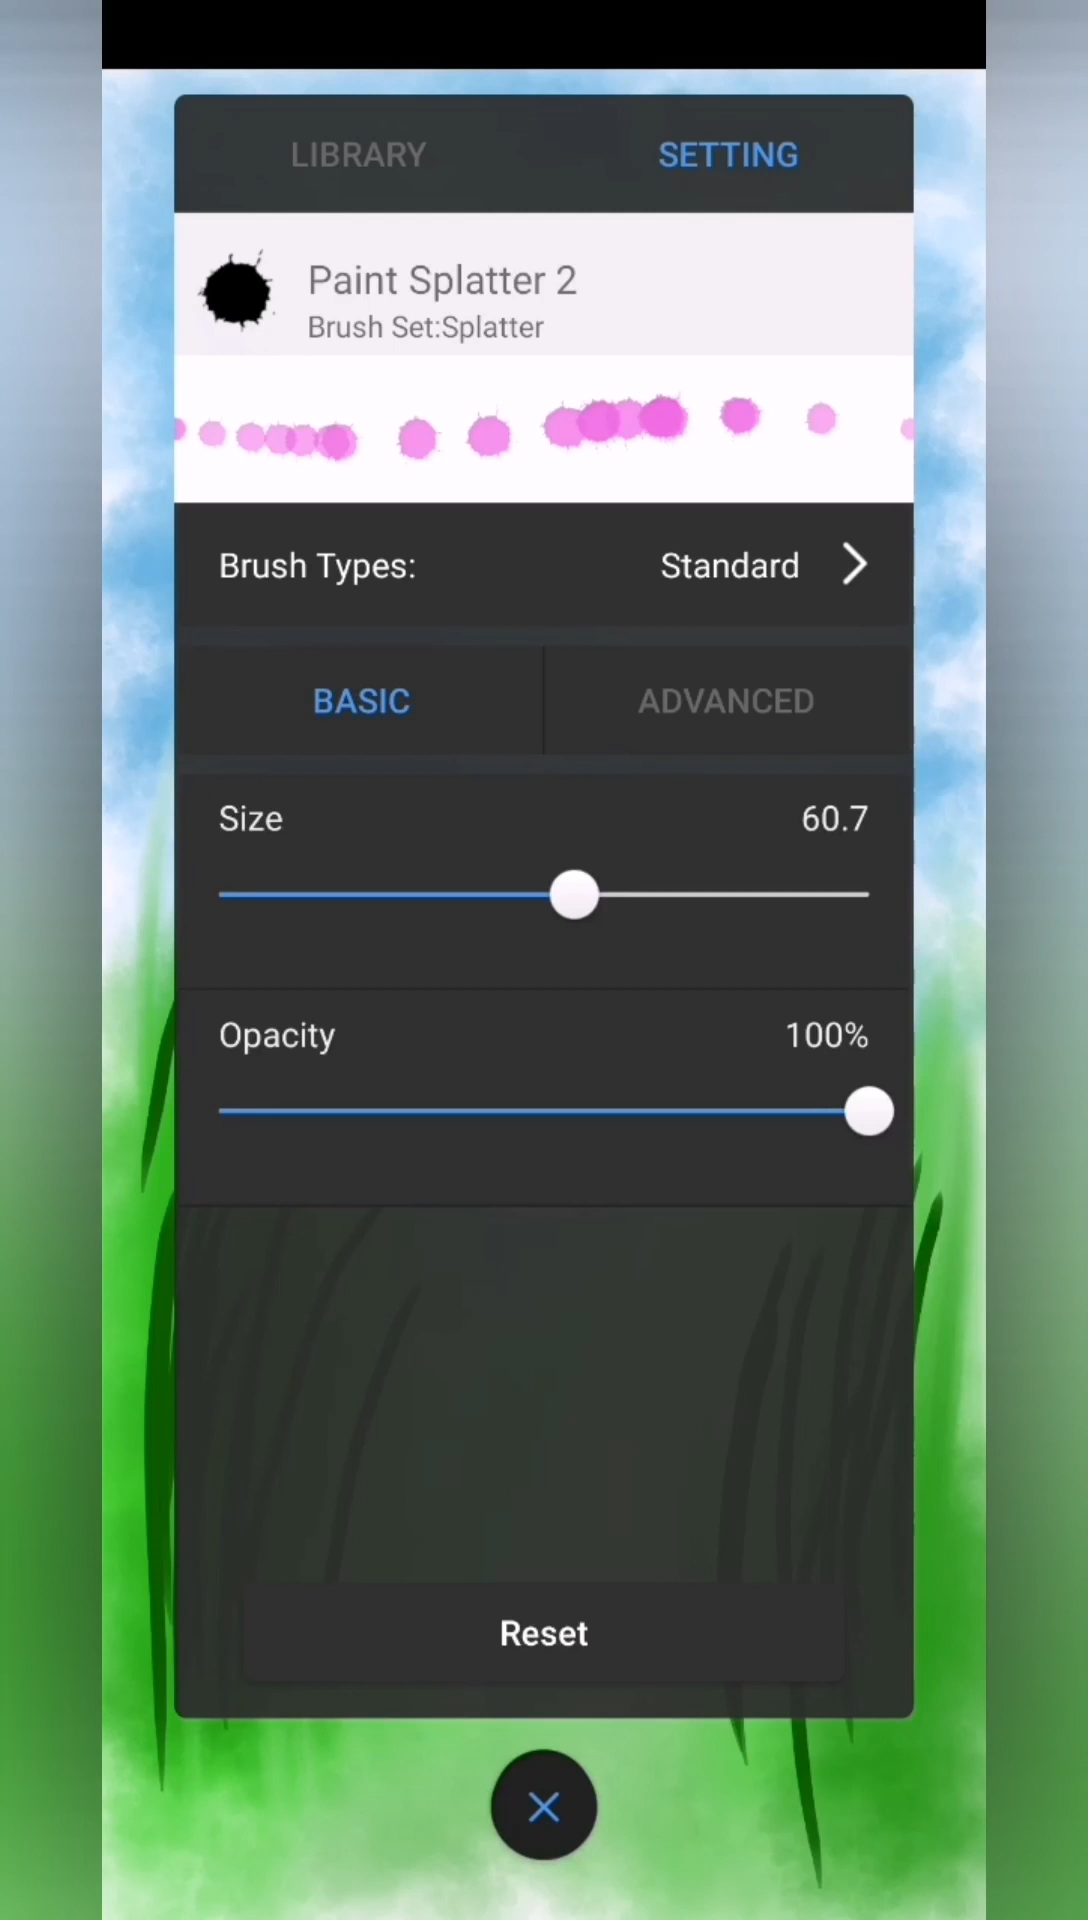 LIBRARY SETTING
Paint Splatter 2
Brush Set:Splatter
Brush Types: Standard
BASIC ADVANCED
Size 60.7
Opacity 100%
Reset